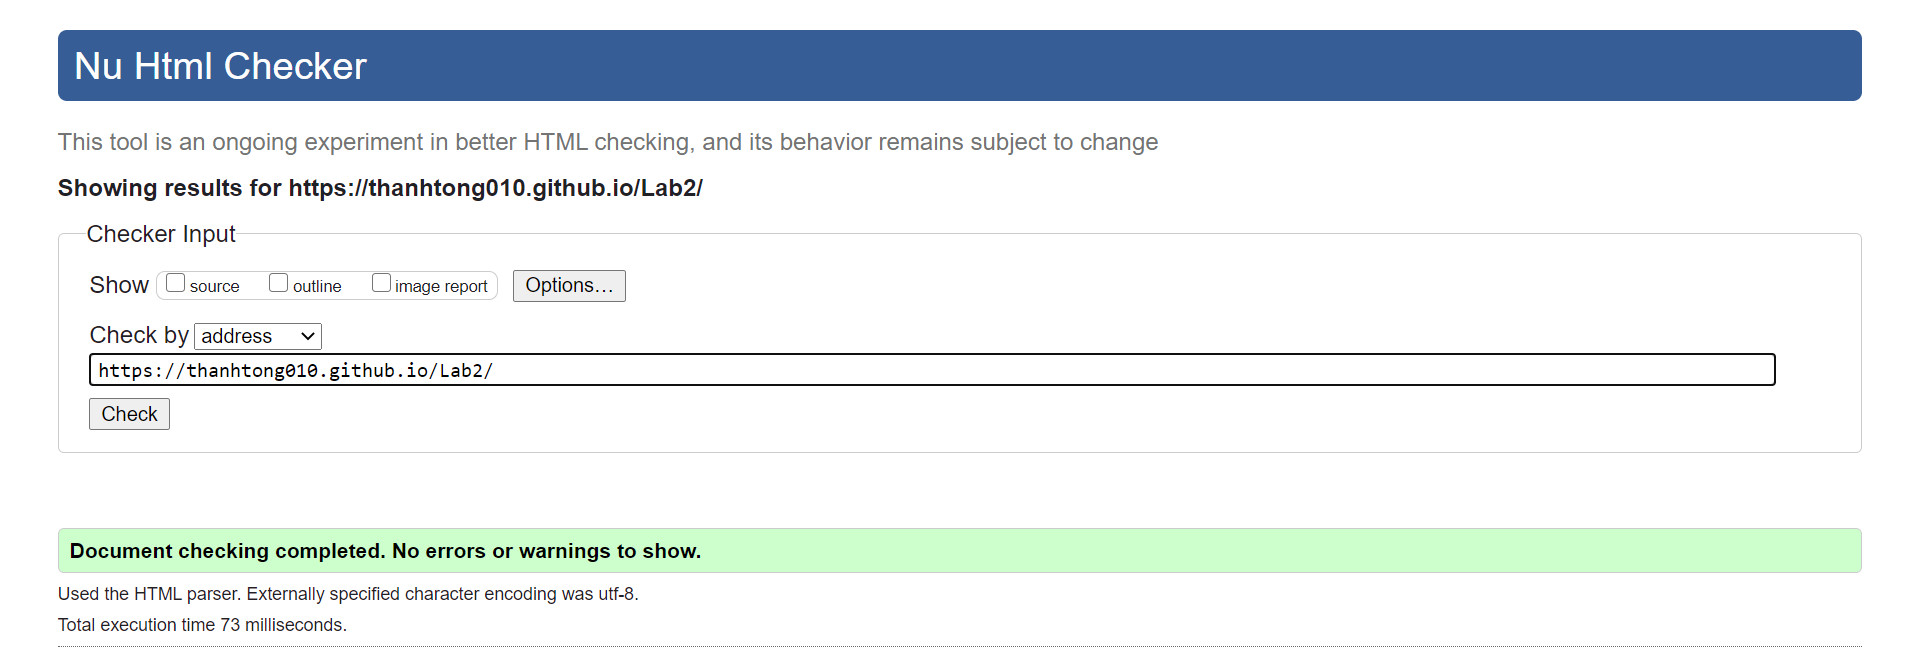 Nu Html Checker
This tool is an ongoing experiment in better HTML checking, and its behavior remains subject to change
Showing results for https://thanhtong010.github.io/Lab2/
Checker Input
Show source outline image report Options…
Check by address
https://thanhtong010.github.io/Lab2/
Check
Document checking completed. No errors or warnings to show.
Used the HTML parser. Externally specified character encoding was utf-8.
Total execution time 73 milliseconds.